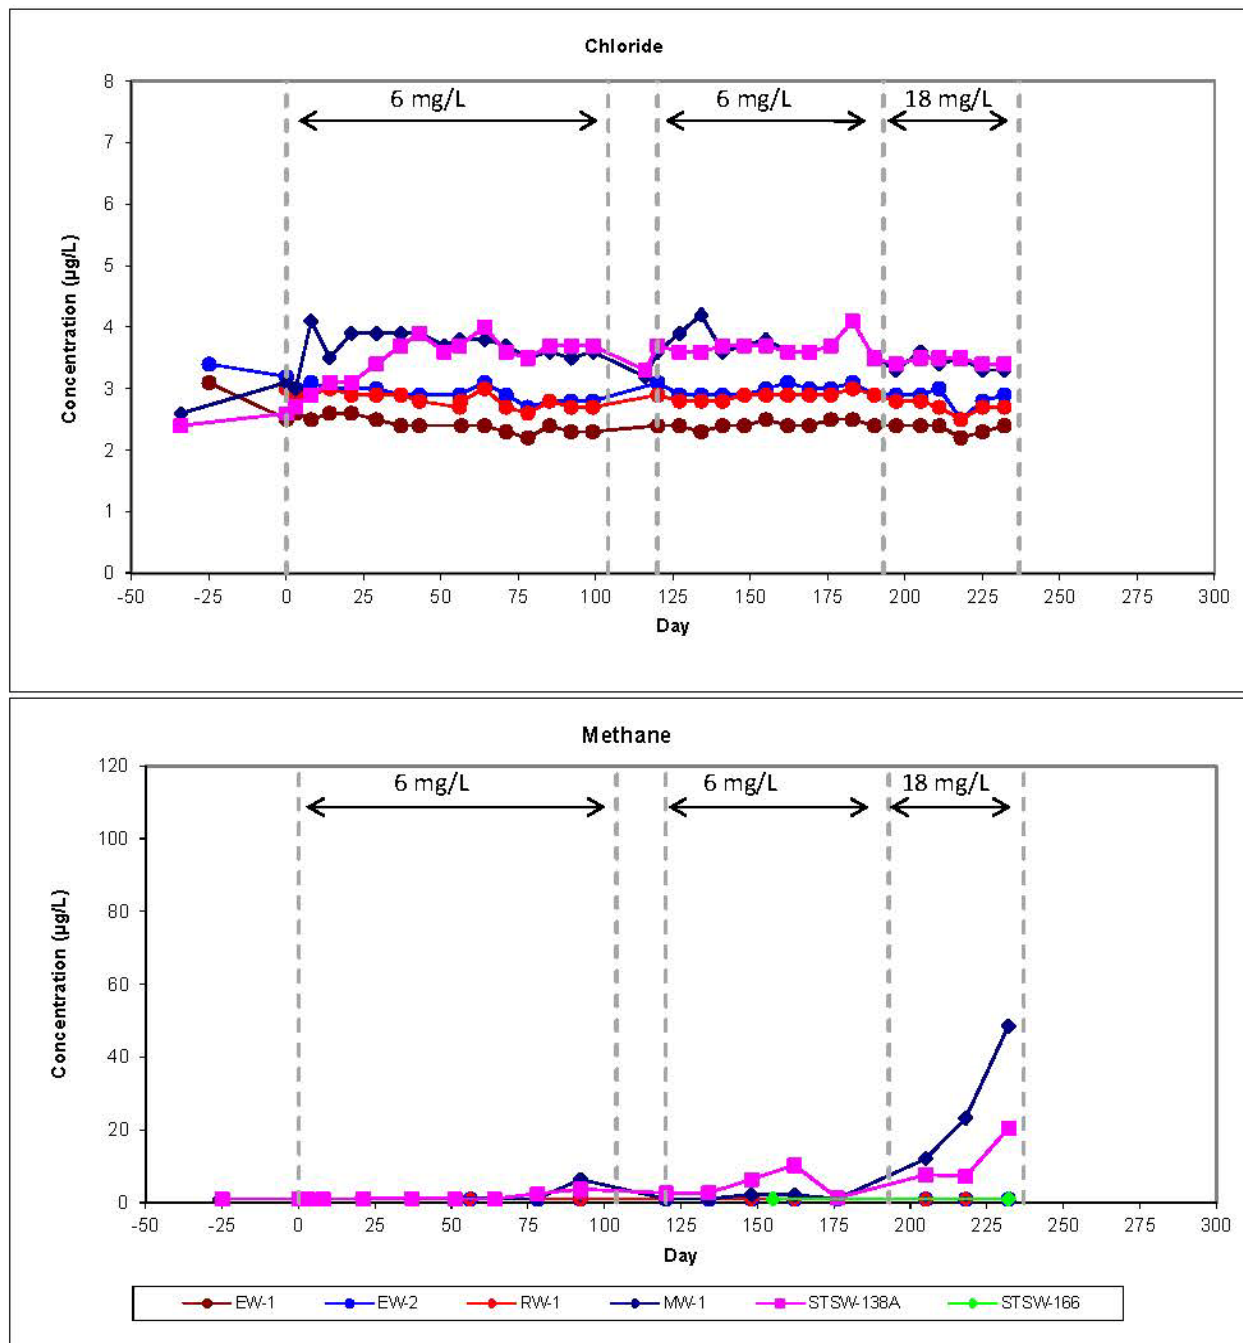 Chloride
8
7
6
5
4
3
2
1
0
Concentration (µg/L)
6 mg/L
6 mg/L
18 mg/L
-50 -25 0 25 50 75 100 125 150 175 200 225 250 275 300
Day
Methane
120
100
80
60
40
20
0
Concentration (µg/L)
6 mg/L
6 mg/L
18 mg/L
-50 -25 0 25 50 75 100 125 150 175 200 225 250 275 300
Day
EW-1 EW-2 RW-1 MW-1 STSW-138A STSW-166